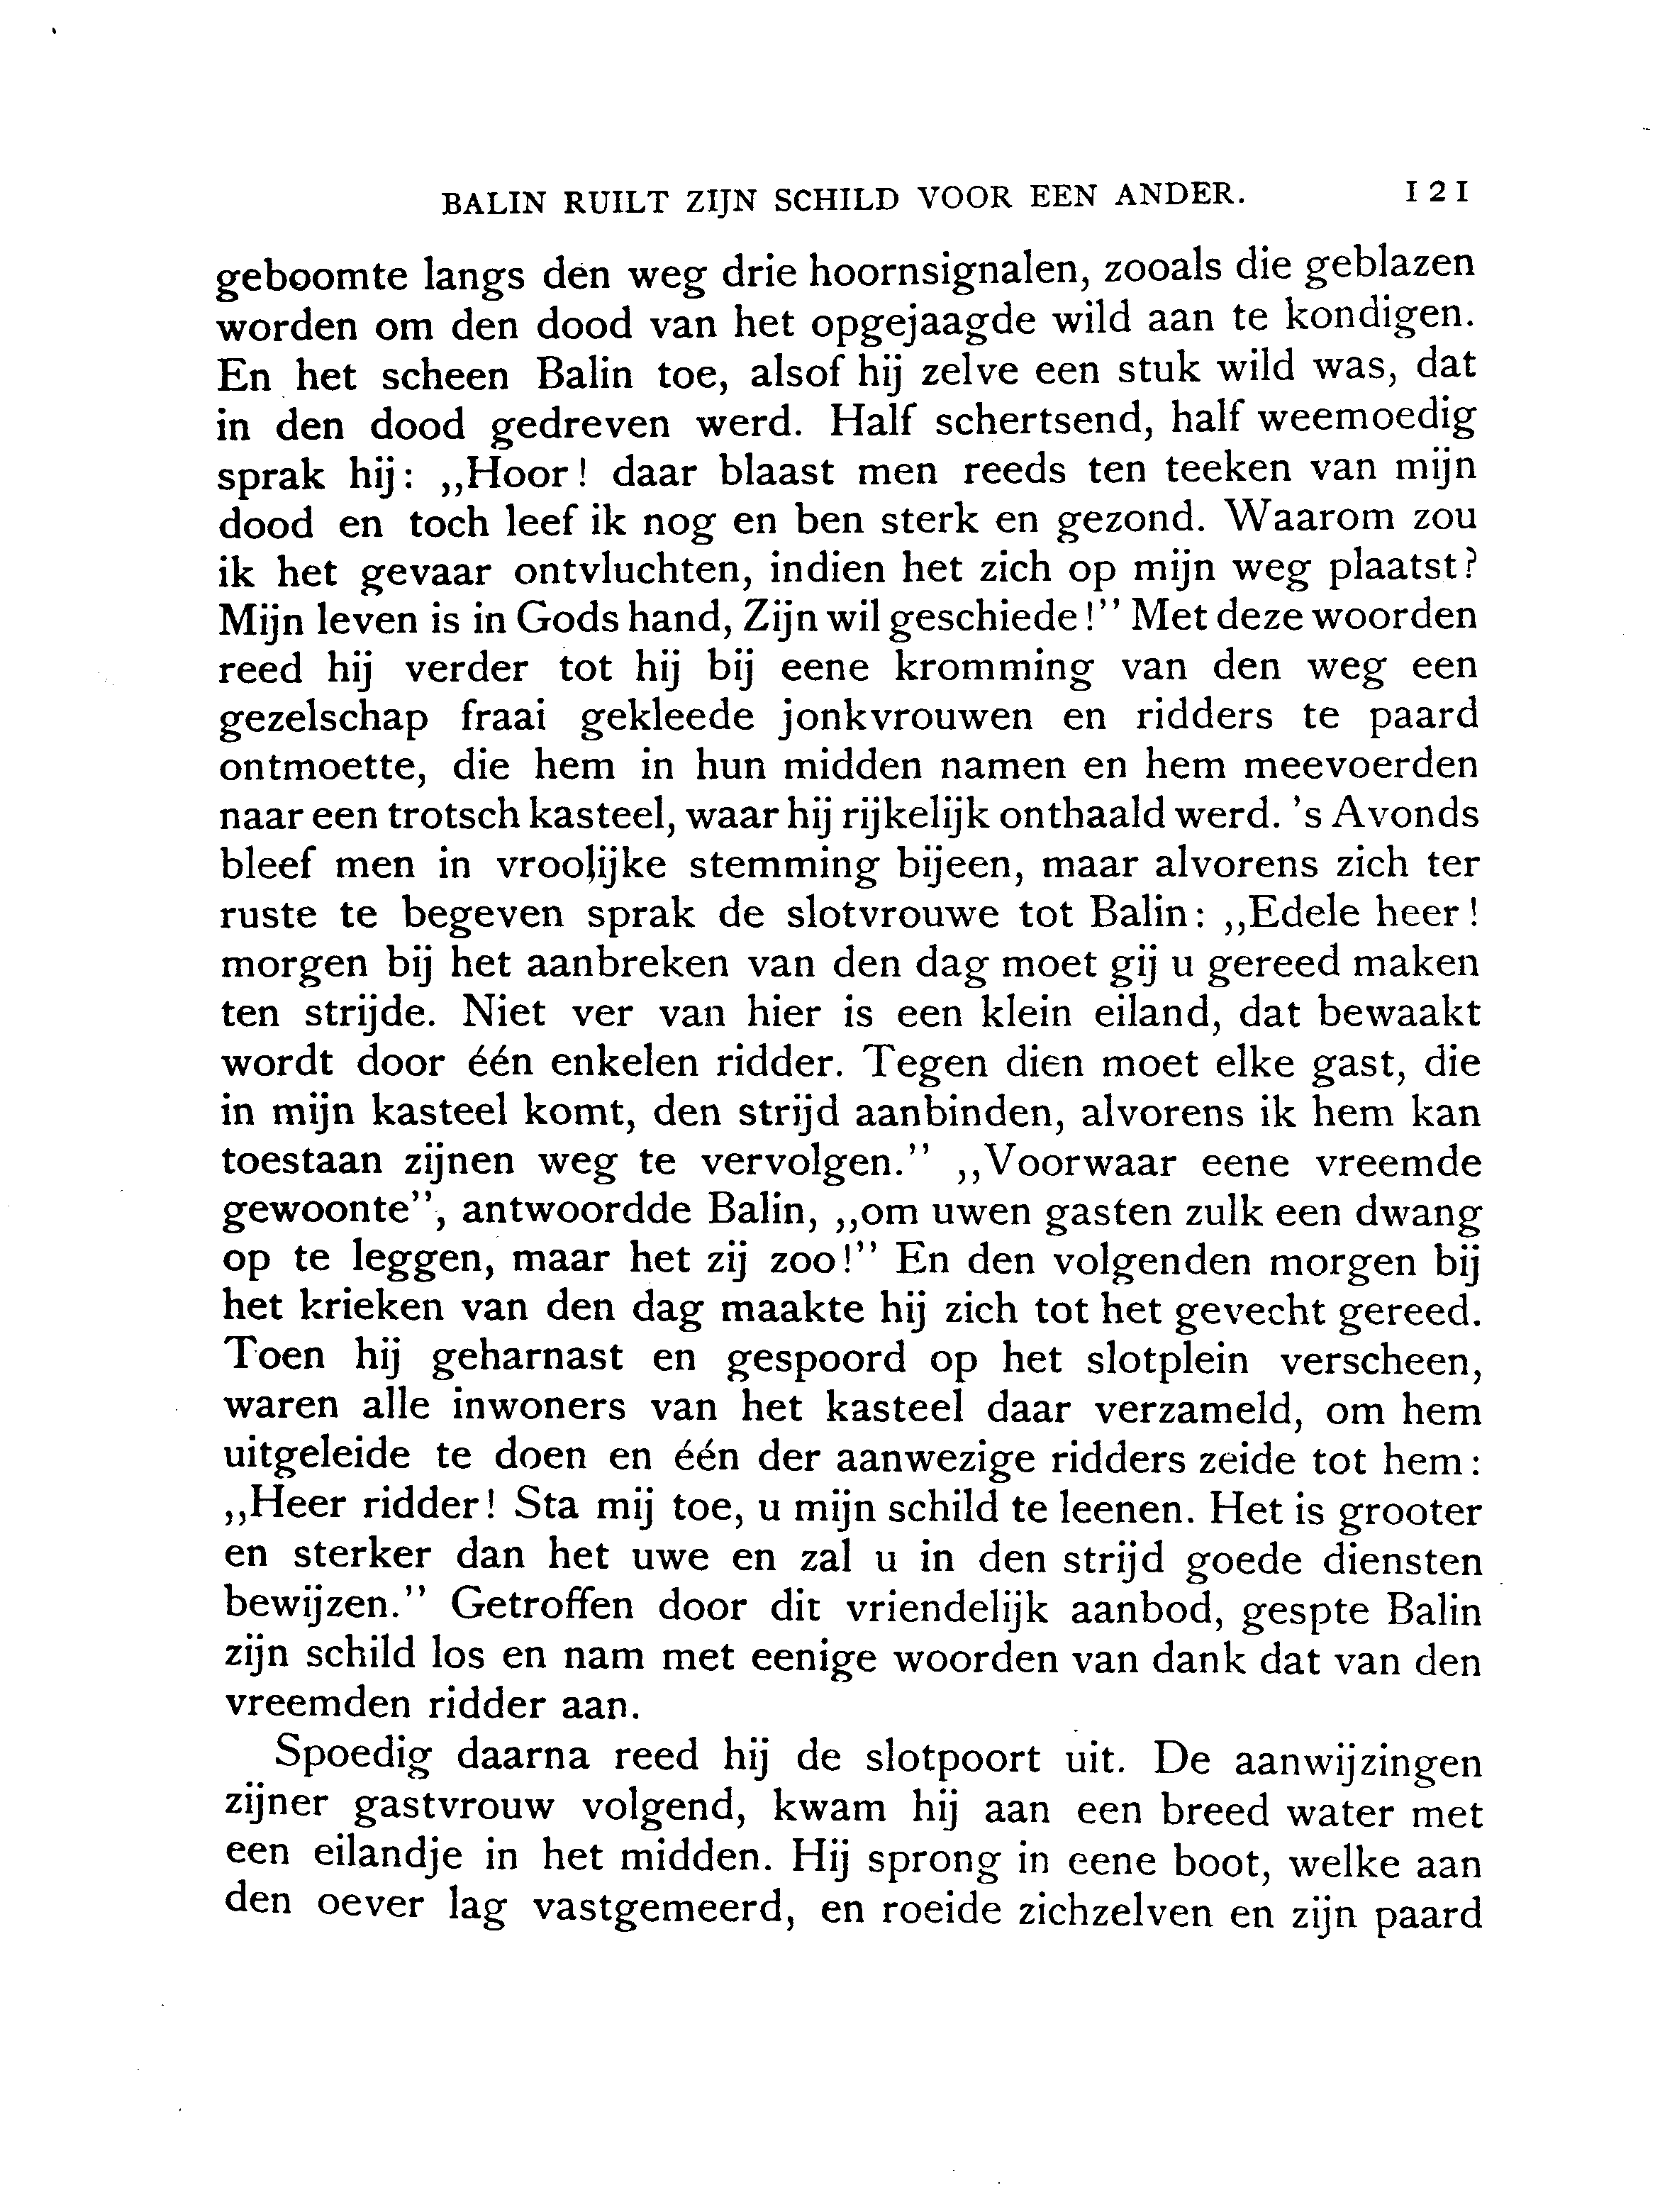 BALIN RUILT ZIJN SCHILD VOOR EEN ANDER. 121
geboomte langs den weg drie hoornsignalen, zooals die geblazen
worden om den dood van het opgejaagde wild aan te kondigen.
En het scheen Balin toe, alsof hij zelve een stuk wild was, dat
in den dood gedreven werd. Half schertsend, half weemoedig
sprak hij: ,,Hoor! daar blaast men reeds ten teeken van mijn
dood en toch leef ik nog en ben sterk en gezond. Waarom zou
ik het gevaar ontvluchten, indien het zich op mijn weg plaatst?
Mijn leven is in Gods hand, Zijn wil geschiede!" Met deze woorden
reed hij verder tot hij bij eene kromming van den weg een
gezelschap fraai gekleede jonkvrouwen en ridders te paard
ontmoette, die hem in hun midden namen en hem meevoerden
naar een trotsch kasteel, waar hij rijkelijk onthaald werd. 's Avonds
bleef men in vroolijke stemming bijeen, maar alvorens zich ter
ruste te begeven sprak de slotvrouwe tot Balin: ,,Edele heer!
morgen bij het aanbreken van den dag moet gij u gereed maken
ten strijde. Niet ver van hier is een klein eiland, dat bewaakt
wordt door één enkelen ridder. Tegen dien moet elke gast, die
in mijn kasteel komt, den strijd aanbinden, alvorens ik hem kan
toestaan zijnen weg te vervolgen." ,,Voorwaar eene vreemde
gewoonte", antwoordde Balin, ,,om uwen gasten zulk een dwang
op te leggen, maar het zij zoo!" En den volgenden morgen bij
het krieken van den dag maakte hij zich tot het gevecht gereed.
Toen hij geharnast en gespoord op het slotplein verscheen,
waren alle inwoners van het kasteel daar verzameld, om hem
uitgeleide te doen en één der aanwezige ridders zeide tot hem:
,,Heer ridder! Sta mij toe, u mijn schild te leenen. Het is grooter
en sterker dan het uwe en zal u in den strijd goede diensten
bewijzen." Getroffen door dit vriendelijk aanbod, gespte Balin
zijn schild los en nam met eenige woorden van dank dat van den
vreemden ridder aan.
Spoedig daarna reed hij de slotpoort uit. De aanwijzingen
zijner gastvrouw volgend, kwam hij aan een breed water met
een eilandje in het midden. Hij sprong in eene boot, welke aan
den oever lag vastgemeerd, en roeide zichzelven en zijn paard